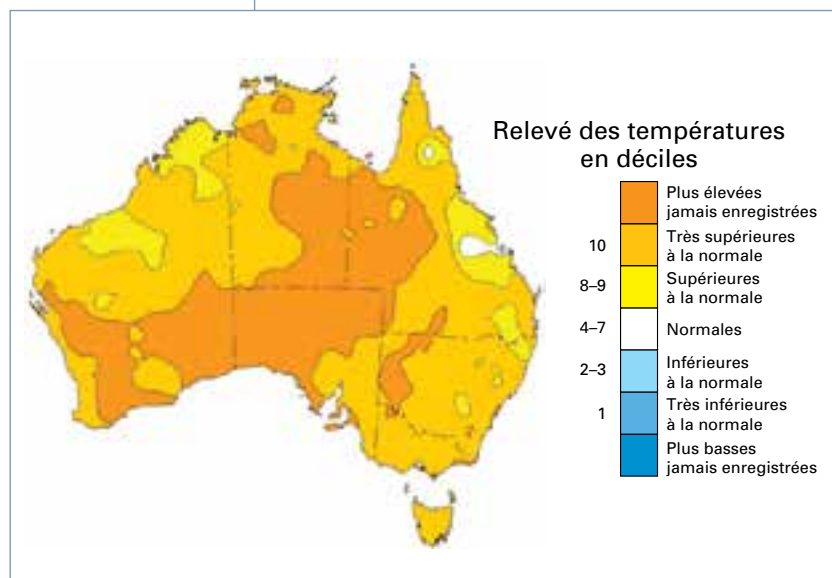 Relevé des températures
en déciles
Plus élevées
jamais enregistrées
10
Très supérieures
à la normale
8–9
Supérieures
à la normale
4–7
Normales
2–3
Inférieures
à la normale
1
Très inférieures
à la normale
Plus basses
jamais enregistrées